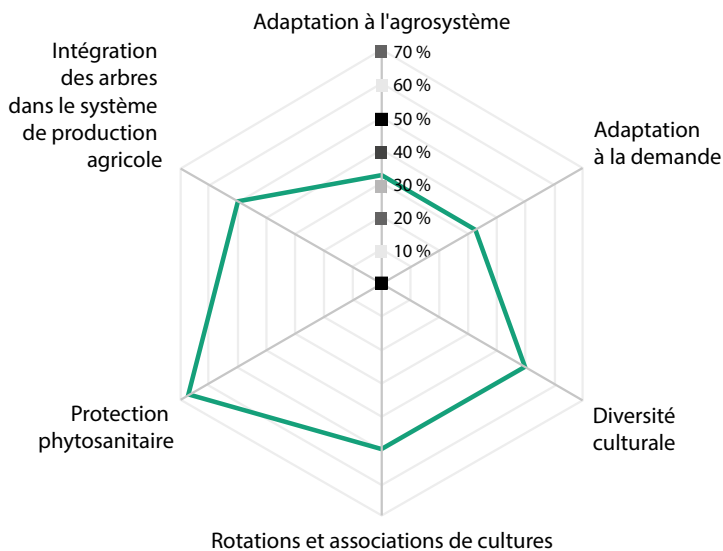 Adaptation à l'agrosystème
Intégration
des arbres
dans le système
de production
agricole
70 %
60 %
50 %
40 %
30 %
20 %
10 %
Adaptation
à la demande
Protection
phytosanitaire
Diversité
culturale
Rotations et associations de cultures